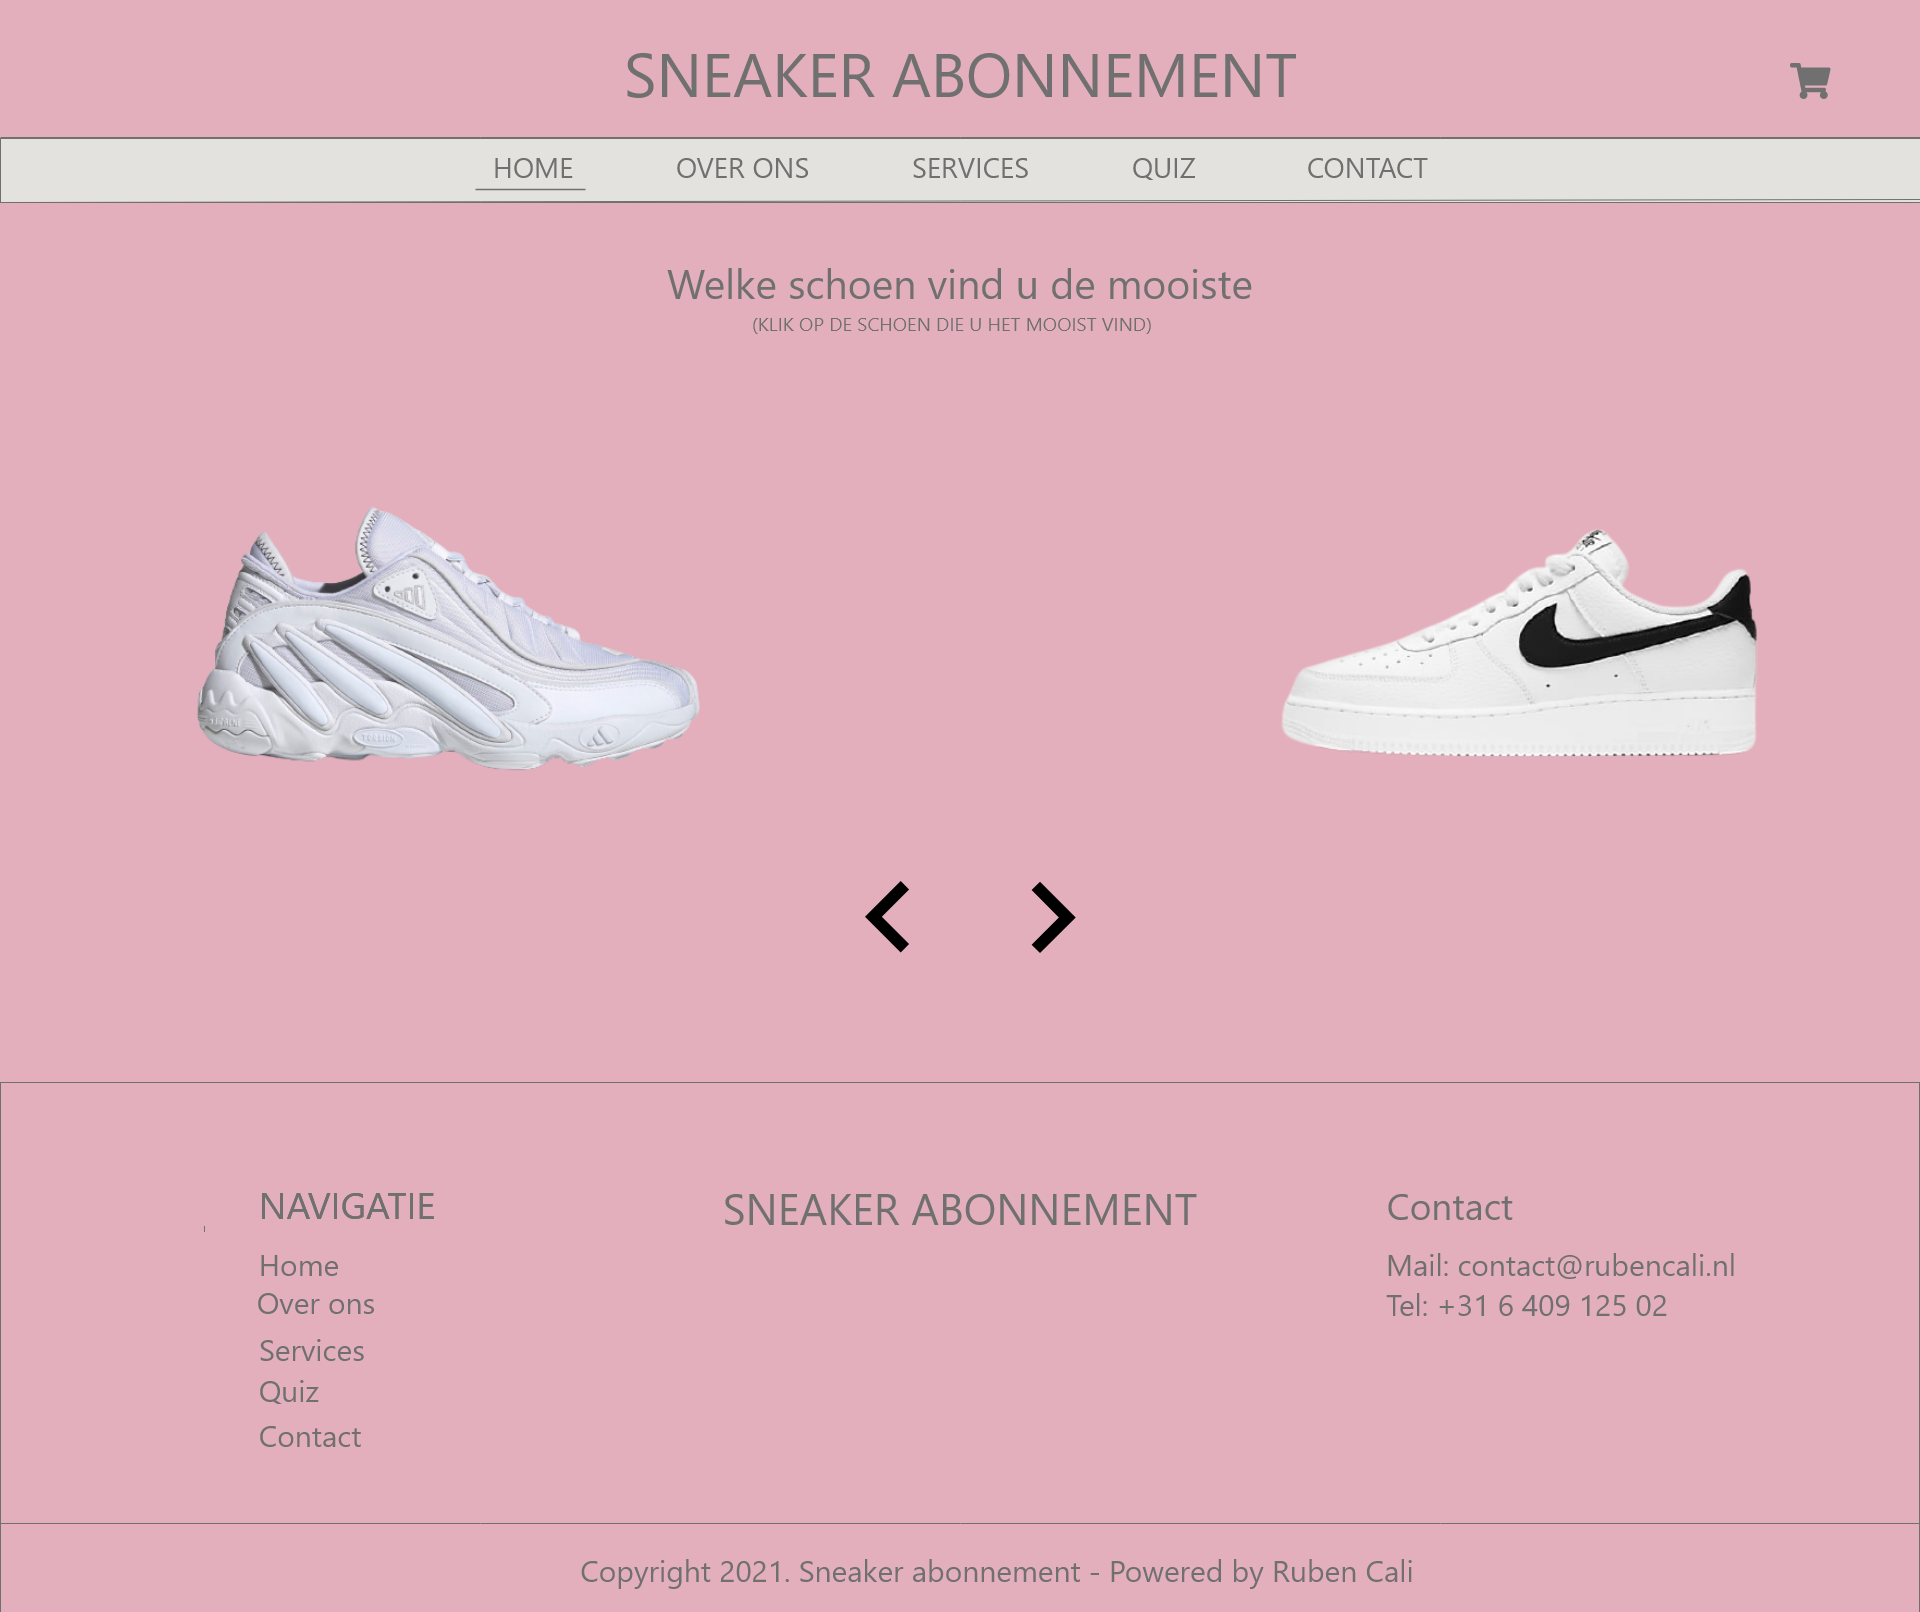 SNEAKER ABONNEMENT
HOME OVER ONS SERVICES QUIZ CONTACT
Welke schoen vind u de mooiste
(KLIK OP DE SCHOEN DIE U HET MOOIST VIND)
NAVIGATIE
Home
Over ons
Services
Quiz
Contact
SNEAKER ABONNEMENT
Contact
Mail: contact@rubencali.nl
Tel: +31 6 409 125 02
Copyright 2021. Sneaker abonnement - Powered by Ruben Cali